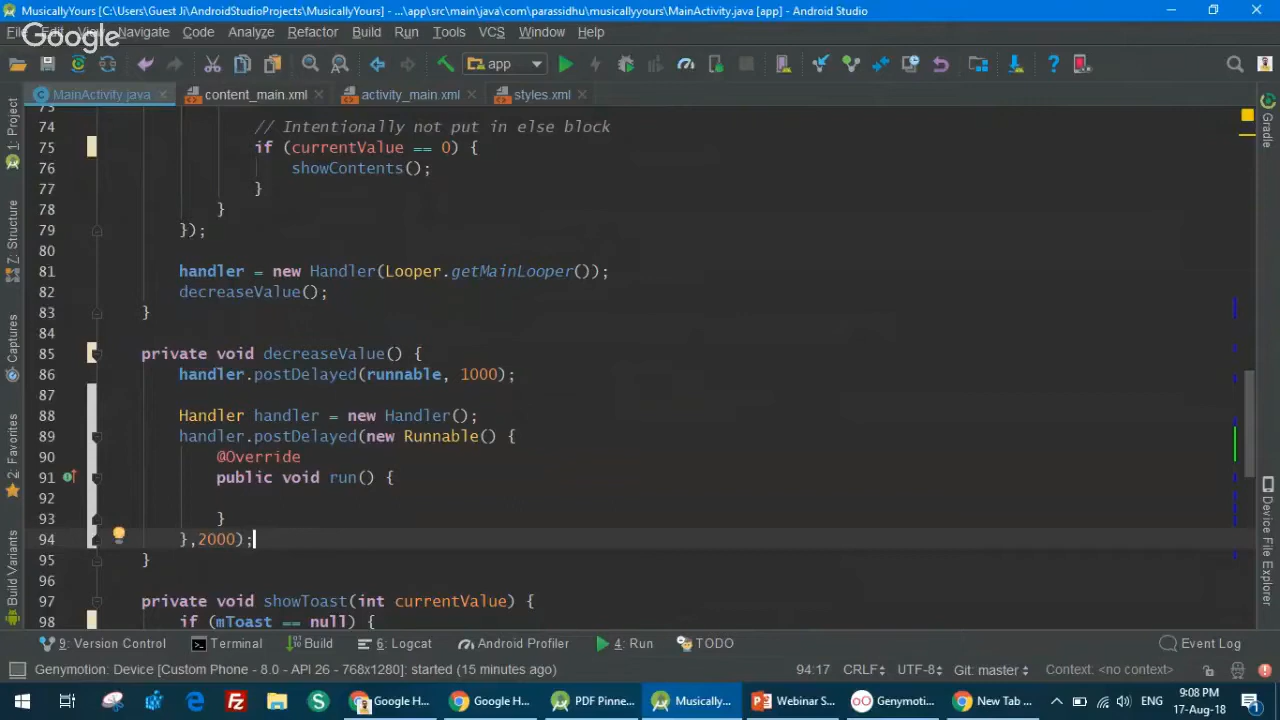 MusicallyYours [C:\Users\Guest Ji\AndroidStudioProjects\MusicallyYours] - ...\app\src\main\java\com\parassidhu\musicallyyours\MainActivity.java [app] - Android Studio
Google
File Edit View Navigate Code Analyze Refactor Build Run Tools VCS Window Help
app
MainActivity.java content_main.xml activity_main.xml styles.xml
1: Project
Z: Structure
Captures
2: Favorites
Build Variants
Gradle
Device File Explorer
73
74 // Intentionally not put in else block
75 if (currentValue == 0) {
76 showContents();
77 }
78 }
79 });
80
81 handler = new Handler(Looper.getMainLooper());
82 decreaseValue();
83 }
84
85 private void decreaseValue() {
86 handler.postDelayed(runnable, 1000);
87
88 Handler handler = new Handler();
89 handler.postDelayed(new Runnable() {
90 @Override
91 public void run() {
92
93 }
94 },2000);
95 }
96
97 private void showToast(int currentValue) {
98 if (mToast == null) {
9: Version Control Terminal Build 6: Logcat Android Profiler 4: Run TODO Event Log
Genymotion: Device [Custom Phone - 8.0 - API 26 - 768x1280]: started (15 minutes ago) 94:17 CRLF UTF-8 Git: master Context: <no context>
Google H... Google H... PDF Pinne... Musically... Webinar S... Genymoti... New Tab ... ENG 9:08 PM
17-Aug-18